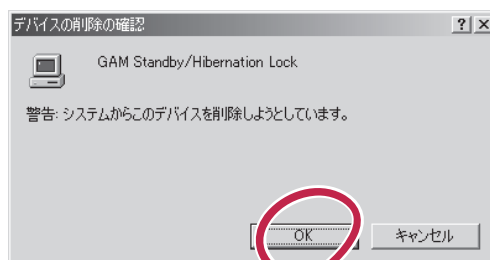 デバイスの削除の確認
GAM Standby/Hibernation Lock
警告: システムからこのデバイスを削除しようとしています。
OK
キャンセル